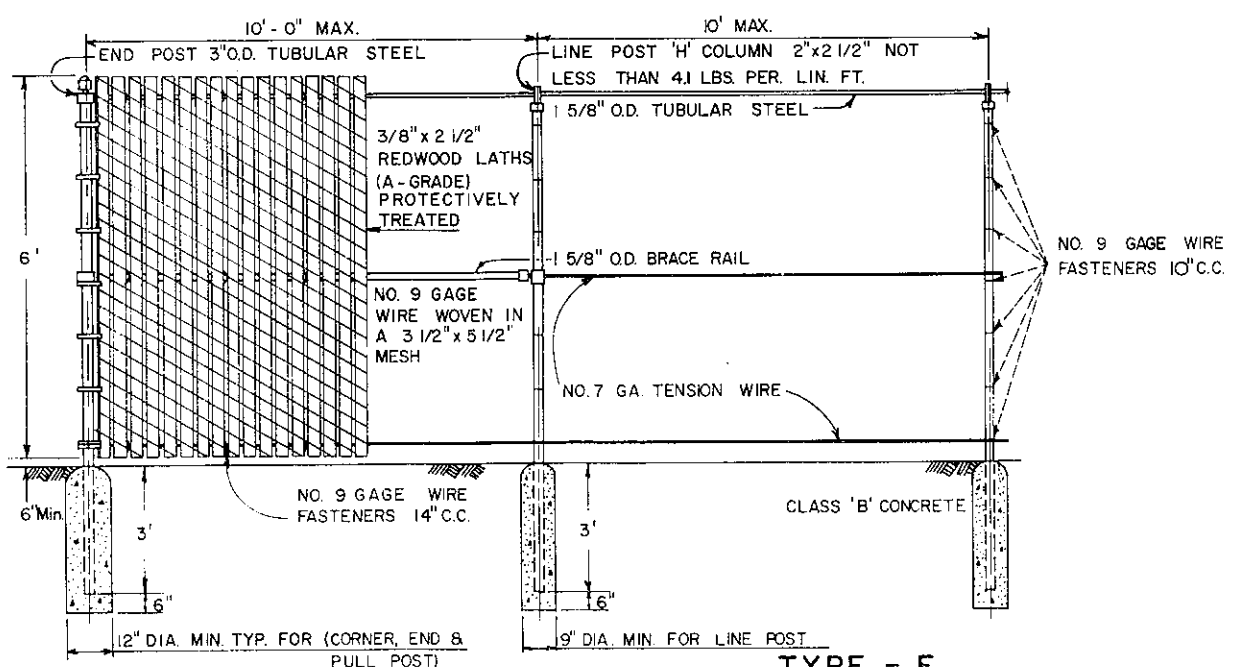 10' - 0" MAX.
10' MAX.
END POST 3"O.D. TUBULAR STEEL
LINE POST 'H' COLUMN 2"x2 1/2" NOT
LESS THAN 4.1 LBS. PER. LIN. FT.
1 5/8" O.D. TUBULAR STEEL
3/8" x 2 1/2"
REDWOOD LATHS
(A-GRADE)
PROTECTIVELY
TREATED
6'
NO. 9 GAGE WIRE
FASTENERS 10" C.C.
1 5/8" O.D. BRACE RAIL
NO. 9 GAGE
WIRE WOVEN IN
A 3 1/2" x 5 1/2"
MESH
NO. 7 GA. TENSION WIRE
6' Min.
NO. 9 GAGE WIRE
FASTENERS 14" C.C.
3'
3'
CLASS 'B' CONCRETE
6"
6"
12" DIA. MIN. TYP. FOR (CORNER, END &
PULL POST)
9" DIA. MIN. FOR LINE POST
TYPE - E